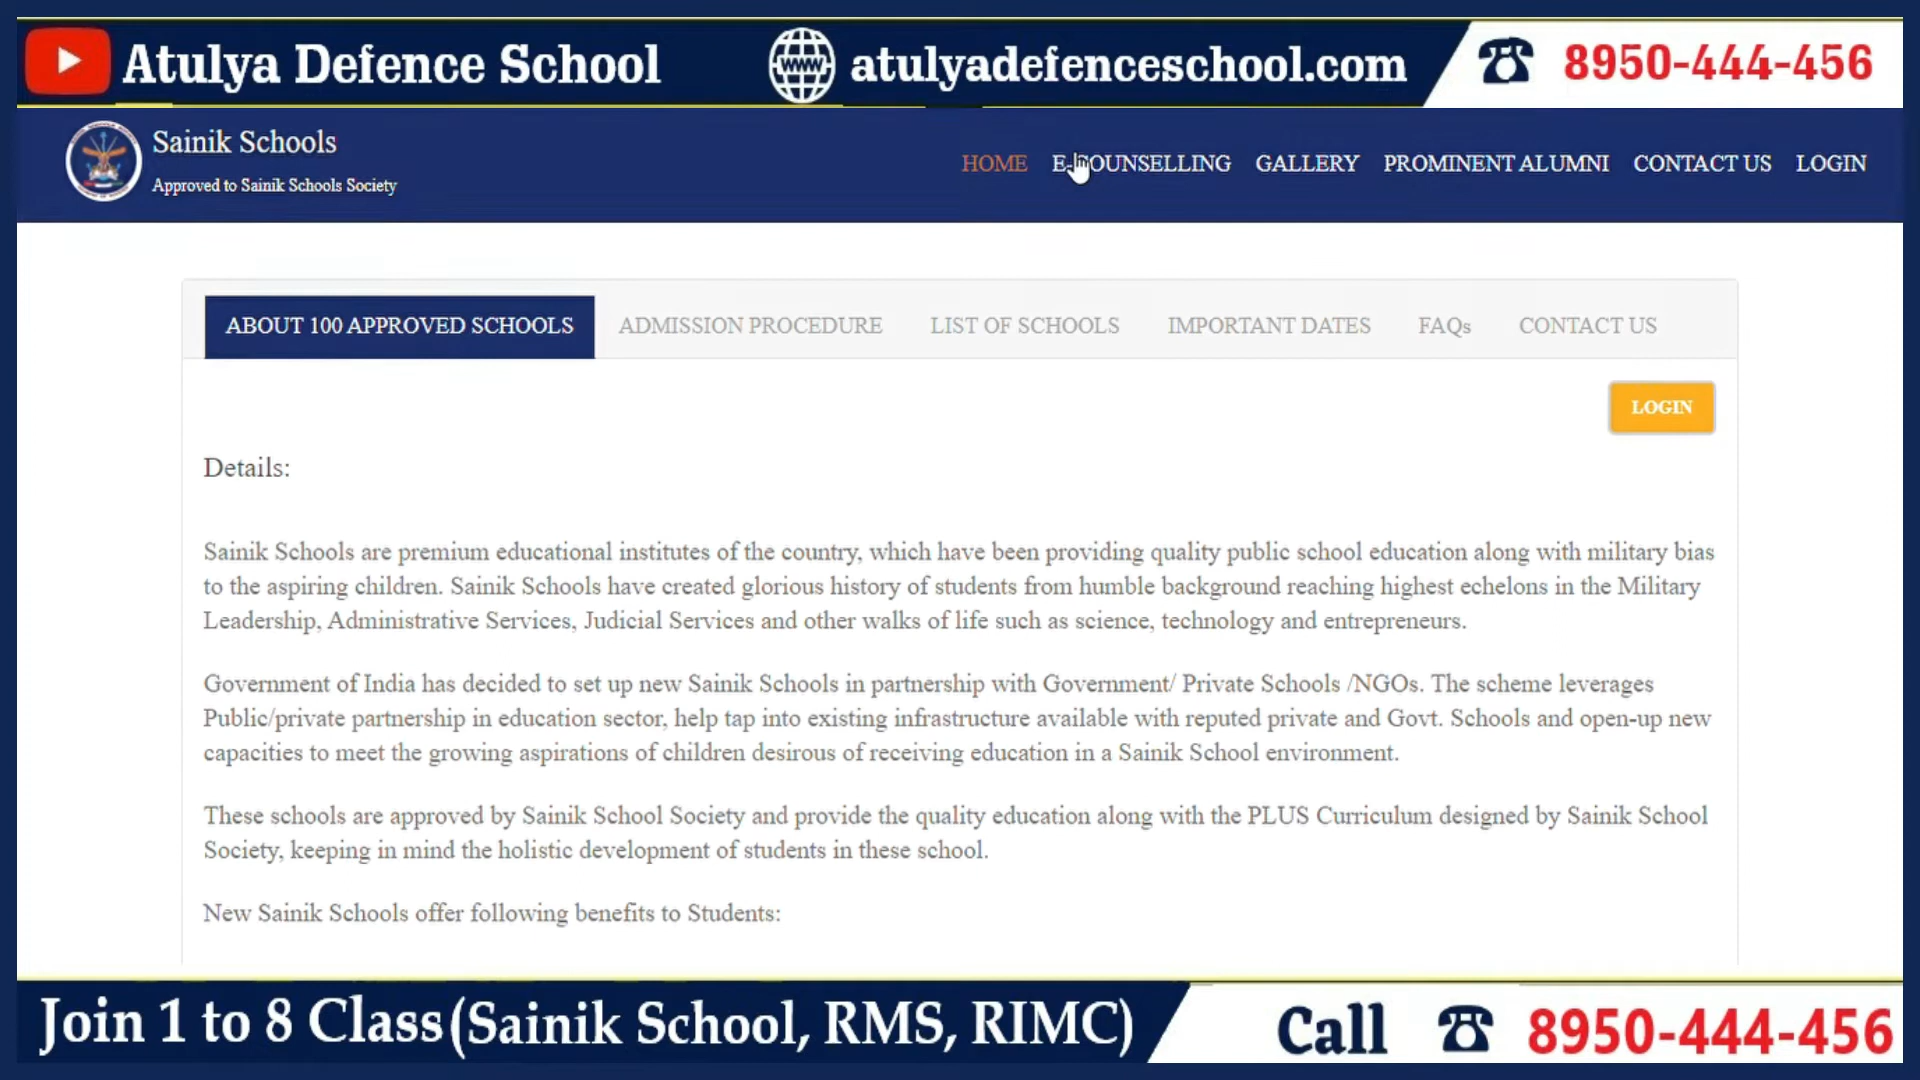 Atulya Defence School
www
atulyadefenceschool.com
8950-444-456
Sainik Schools
Approved to Sainik Schools Society
HOME
E-COUNSELLING
GALLERY
PROMINENT ALUMNI
CONTACT US
LOGIN
ABOUT 100 APPROVED SCHOOLS
ADMISSION PROCEDURE
LIST OF SCHOOLS
IMPORTANT DATES
FAQs
CONTACT US
LOGIN
Details:
Sainik Schools are premium educational institutes of the country, which have been providing quality public school education along with military bias
to the aspiring children. Sainik Schools have created glorious history of students from humble background reaching highest echelons in the Military
Leadership, Administrative Services, Judicial Services and other walks of life such as science, technology and entrepreneurs.
Government of India has decided to set up new Sainik Schools in partnership with Government/ Private Schools /NGOs. The scheme leverages
Public/private partnership in education sector, help tap into existing infrastructure available with reputed private and Govt. Schools and open-up new
capacities to meet the growing aspirations of children desirous of receiving education in a Sainik School environment.
These schools are approved by Sainik School Society and provide the quality education along with the PLUS Curriculum designed by Sainik School
Society, keeping in mind the holistic development of students in these school.
New Sainik Schools offer following benefits to Students:
Join 1 to 8 Class (Sainik School, RMS, RIMC)
Call
8950-444-456